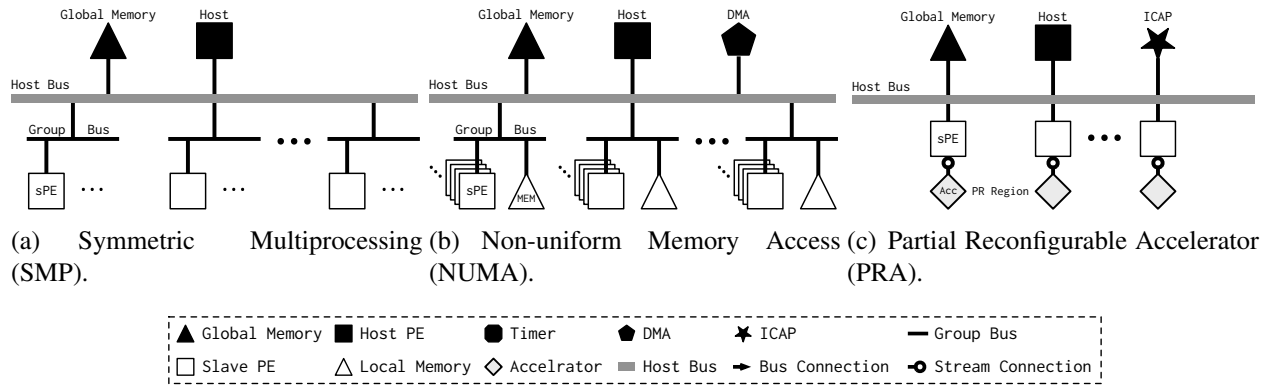 Global Memory Host
Host Bus
Group Bus
sPE ... ...
... ...
(a) Symmetric Multiprocessing
(SMP).
Global Memory Host DMA
Host Bus
Group Bus
...
... ... ...
sPE MEM
(b) Non-uniform Memory Access
(NUMA).
Global Memory Host ICAP
Host Bus
sPE ...
Acc PR Region
(c) Partial Reconfigurable Accelerator
(PRA).
Global Memory Host PE Timer DMA ICAP Group Bus
Slave PE Local Memory Accelrator Host Bus Bus Connection Stream Connection